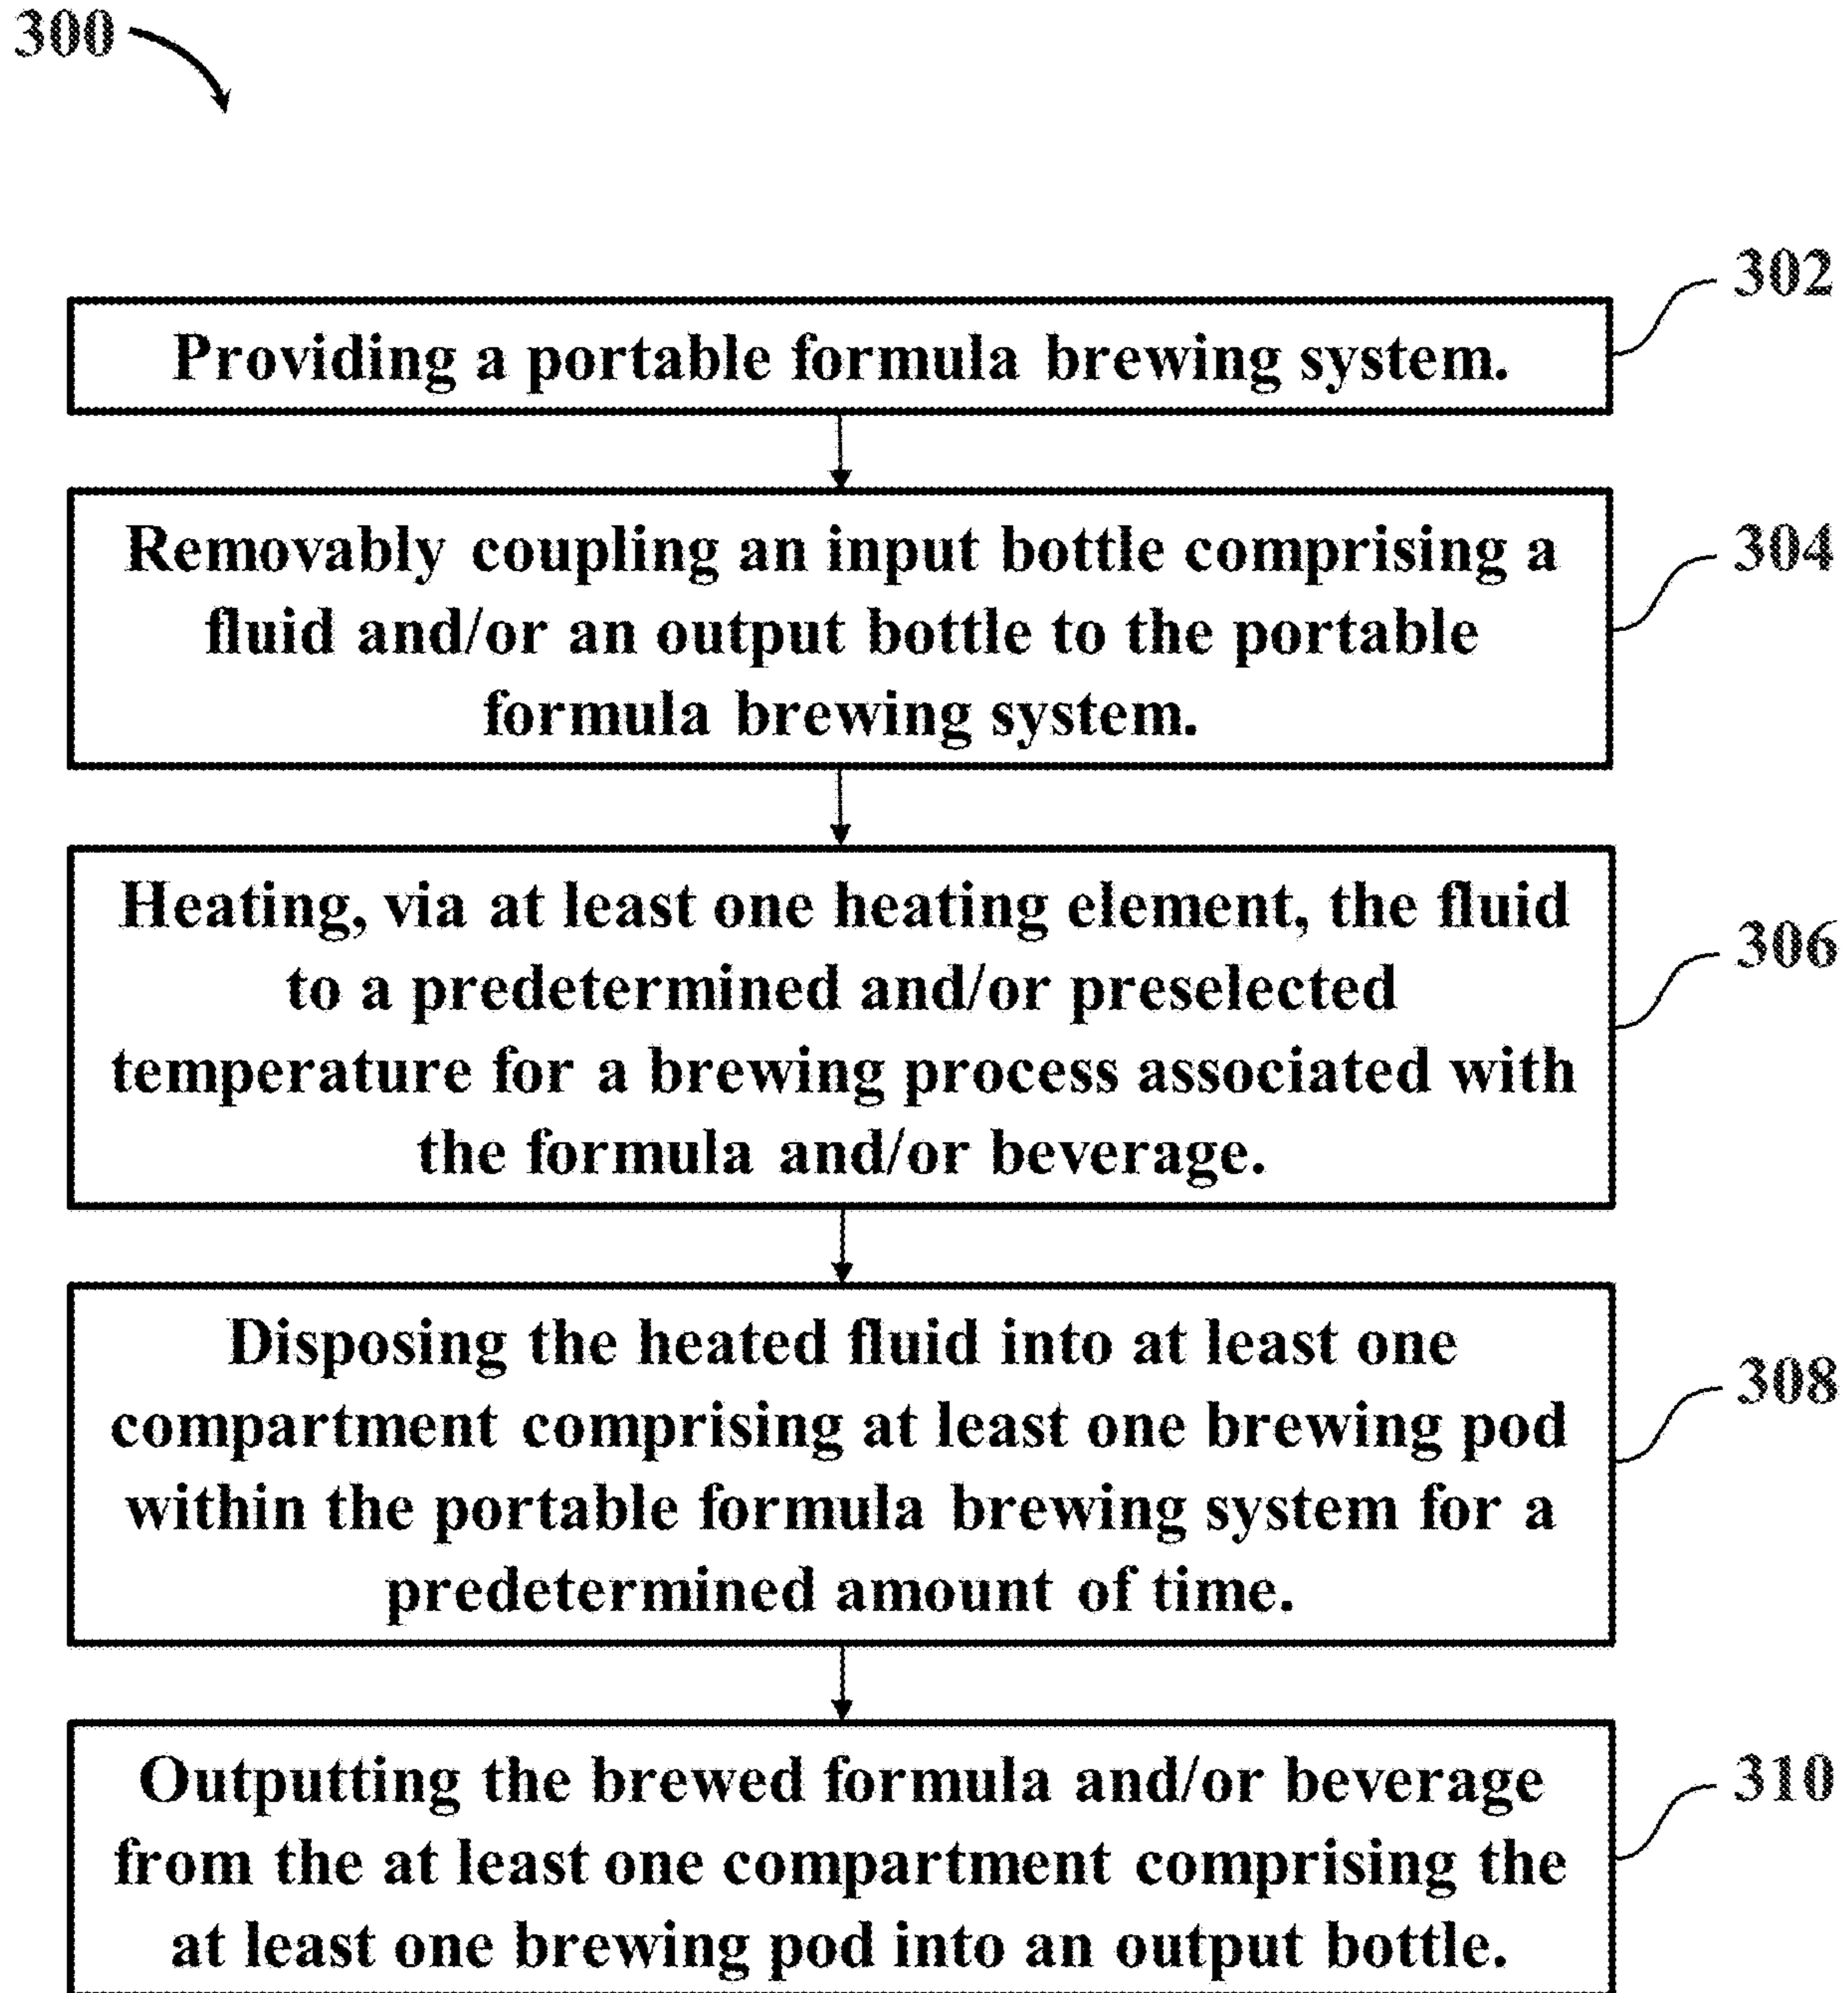 300
302
Providing a portable formula brewing system.
304
Removably coupling an input bottle comprising a
fluid and/or an output bottle to the portable
formula brewing system.
306
Heating, via at least one heating element, the fluid
to a predetermined and/or preselected
temperature for a brewing process associated with
the formula and/or beverage.
308
Disposing the heated fluid into at least one
compartment comprising at least one brewing pod
within the portable formula brewing system for a
predetermined amount of time.
310
Outputting the brewed formula and/or beverage
from the at least one compartment comprising the
at least one brewing pod into an output bottle.